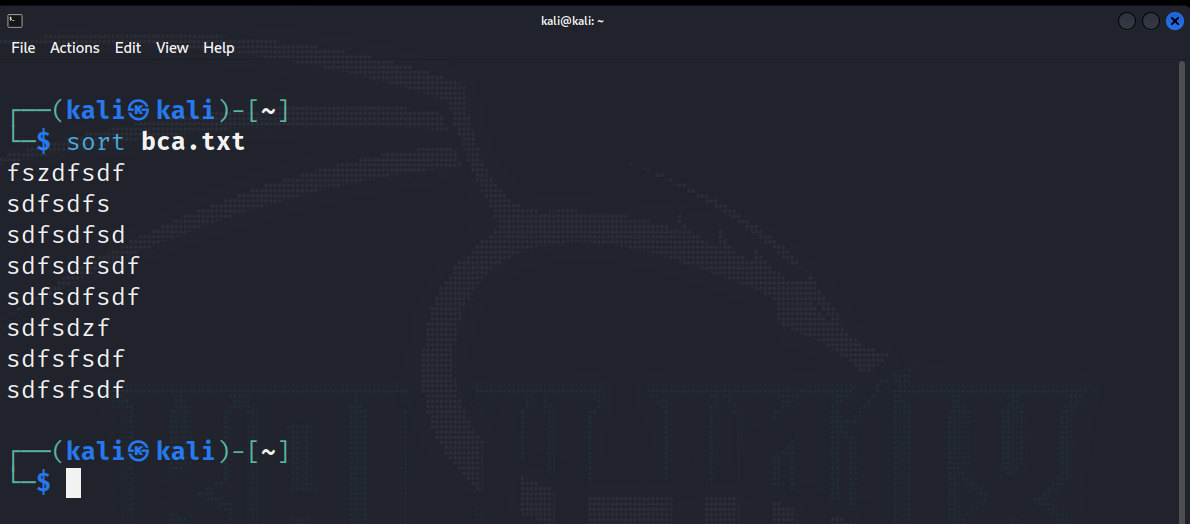 kali@kali: ~
File Actions Edit View Help
┌──(kali㉿kali)-[~]
└─$ sort bca.txt
fszdfsdf
sdfsdfs
sdfsdfsd
sdfsdfsdf
sdfsdfsdf
sdfsdzf
sdfsfsdf
sdfsfsdf
┌──(kali㉿kali)-[~]
└─$